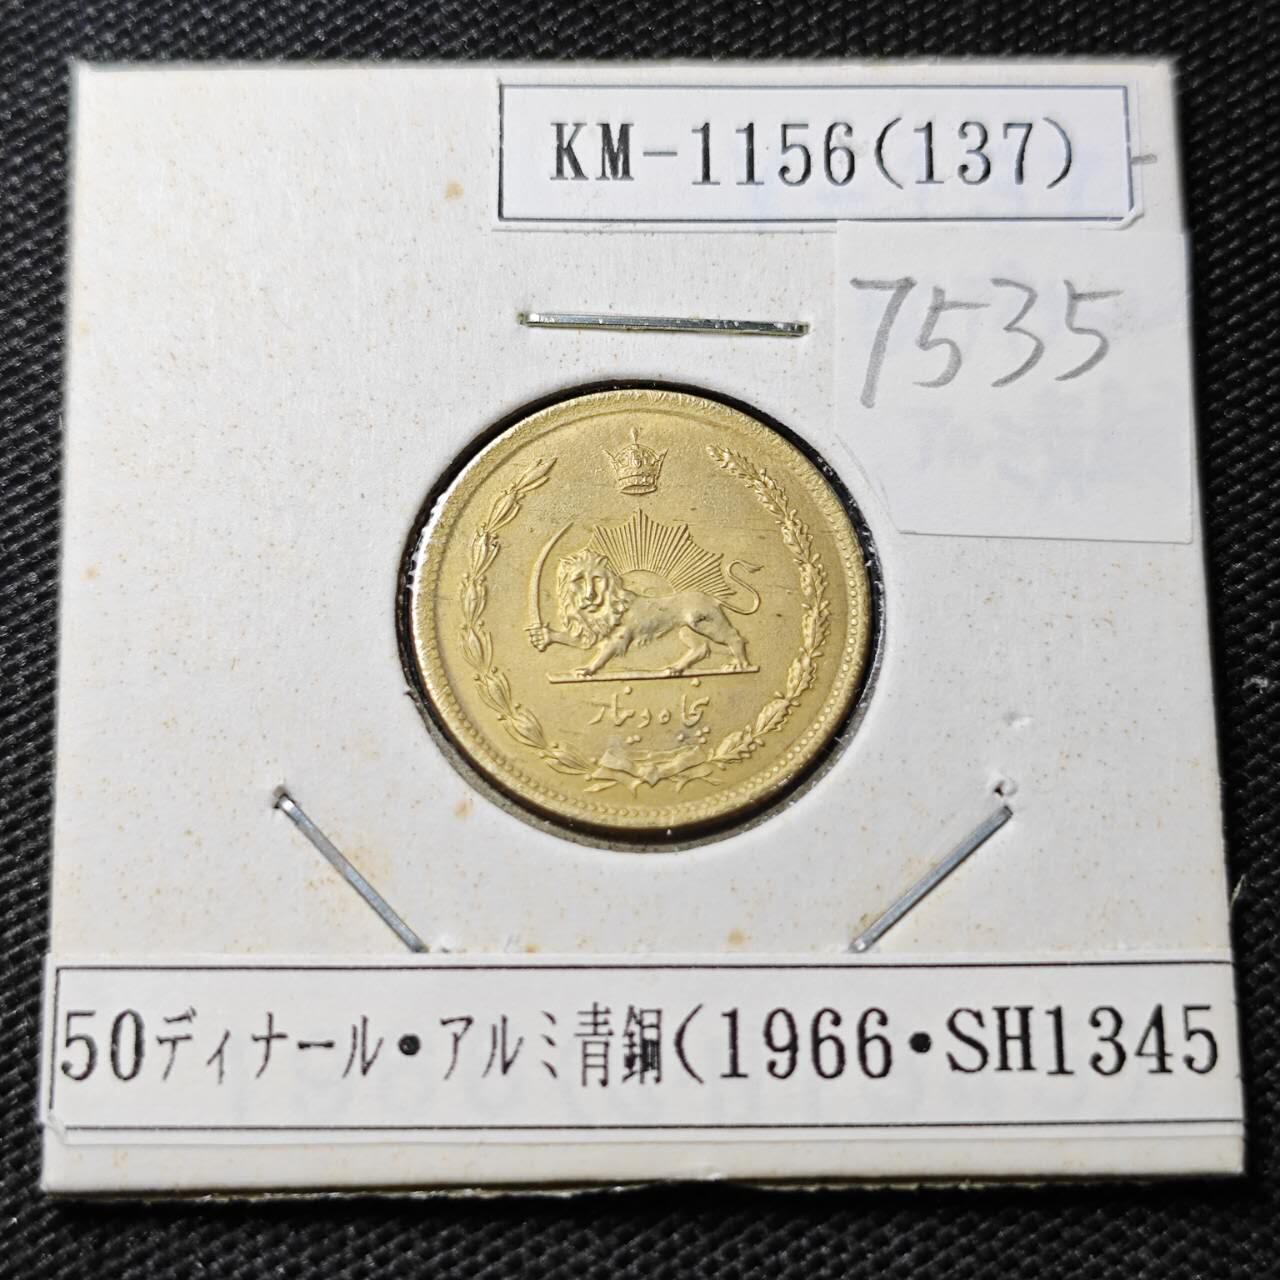 KM-1156(137)
7535
پنجاه دینار
50ディナール・アルミ青銅(1966・SH1345